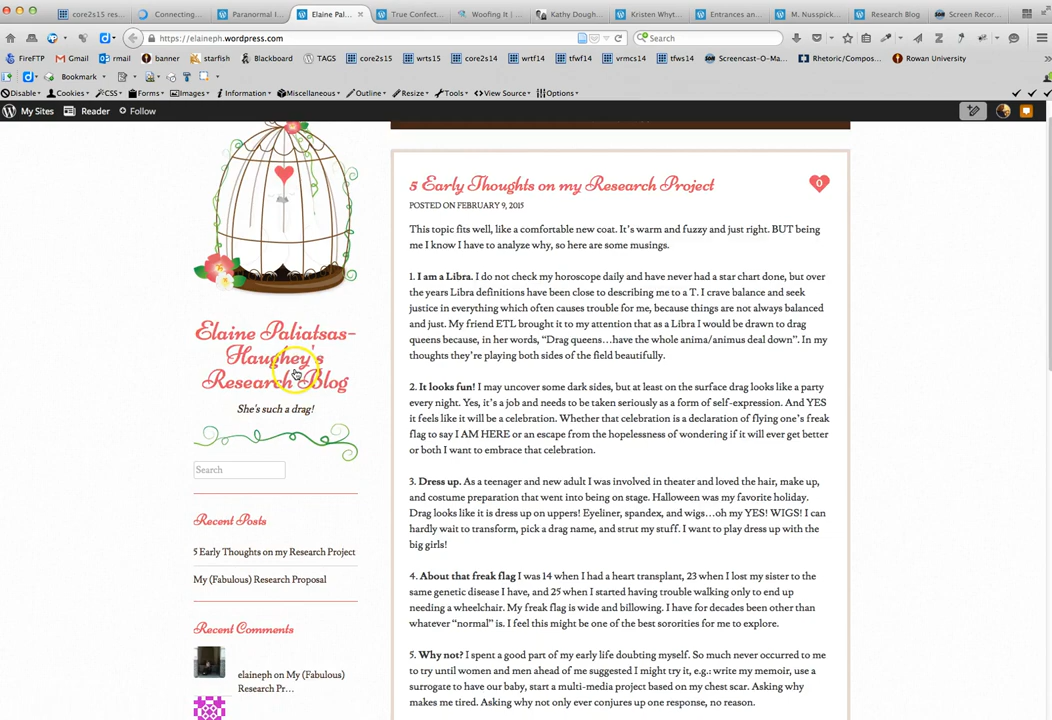 core2s15 res...
Connecting...
Paranormal I...
Elaine Pal...
True Confect...
Woofing It |...
Kathy Dough...
Kristen Whyt...
Entrances an...
M. Nusspick...
Research Blog
Screen Recor...
https://elaineph.wordpress.com
Search
FireFTP
Gmail
rmail
banner
starfish
Blackboard
TAGS
core2s15
wrts15
core2s14
wrtf14
tfwf14
vrmcs14
tfws14
Screencast-O-Ma...
Rhetoric/Compos...
Rowan University
Bookmark
Disable
Cookies
CSS
Forms
Images
Information
Miscellaneous
Outline
Resize
Tools
View Source
Options
My Sites
Reader
Follow
Elaine Paliatsas-
Haughey's
Research Blog
She's such a drag!
Search
Recent Posts
5 Early Thoughts on my Research Project
My (Fabulous) Research Proposal
Recent Comments
elaineph on My (Fabulous)
Research Pr...
5 Early Thoughts on my Research Project
0
POSTED ON FEBRUARY 9, 2015
This topic fits well, like a comfortable new coat. It's warm and fuzzy and just right. BUT being
me I know I have to analyze why, so here are some musings.
1. I am a Libra. I do not check my horoscope daily and have never had a star chart done, but over
the years Libra definitions have been close to describing me to a T. I crave balance and seek
justice in everything which often causes trouble for me, because things are not always balanced
and just. My friend ETL brought it to my attention that as a Libra I would be drawn to drag
queens because, in her words, “Drag queens…have the whole anima/animus deal down”. In my
thoughts they're playing both sides of the field beautifully.
2. It looks fun! I may uncover some dark sides, but at least on the surface drag looks like a party
every night. Yes, it's a job and needs to be taken seriously as a form of self-expression. And YES
it feels like it will be a celebration. Whether that celebration is a declaration of flying one's freak
flag to say I AM HERE or an escape from the hopelessness of wondering if it will ever get better
or both I want to embrace that celebration.
3. Dress up. As a teenager and new adult I was involved in theater and loved the hair, make up,
and costume preparation that went into being on stage. Halloween was my favorite holiday.
Drag looks like it is dress up on uppers! Eyeliner, spandex, and wigs…oh my YES! WIGS! I can
hardly wait to transform, pick a drag name, and strut my stuff. I want to play dress up with the
big girls!
4. About that freak flag I was 14 when I had a heart transplant, 23 when I lost my sister to the
same genetic disease I have, and 25 when I started having trouble walking only to end up
needing a wheelchair. My freak flag is wide and billowing. I have for decades been other than
whatever “normal” is. I feel this might be one of the best sororities for me to explore.
5. Why not? I spent a good part of my early life doubting myself. So much never occurred to me
to try until women and men ahead of me suggested I might try it, e.g.: write my memoir, use a
surrogate to have our baby, start a multi-media project based on my chest scar. Asking why
makes me tired. Asking why not only ever conjures up one response, no reason.